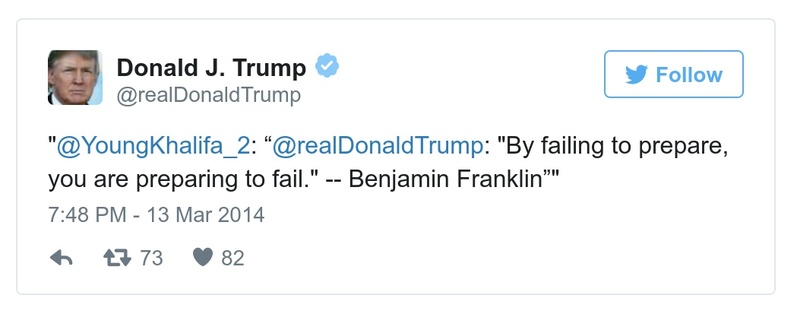 Donald J. Trump
Follow
@realDonaldTrump
"@YoungKhalifa_2: “@realDonaldTrump: "By failing to prepare,
you are preparing to fail." -- Benjamin Franklin”"
7:48 PM - 13 Mar 2014
73 82